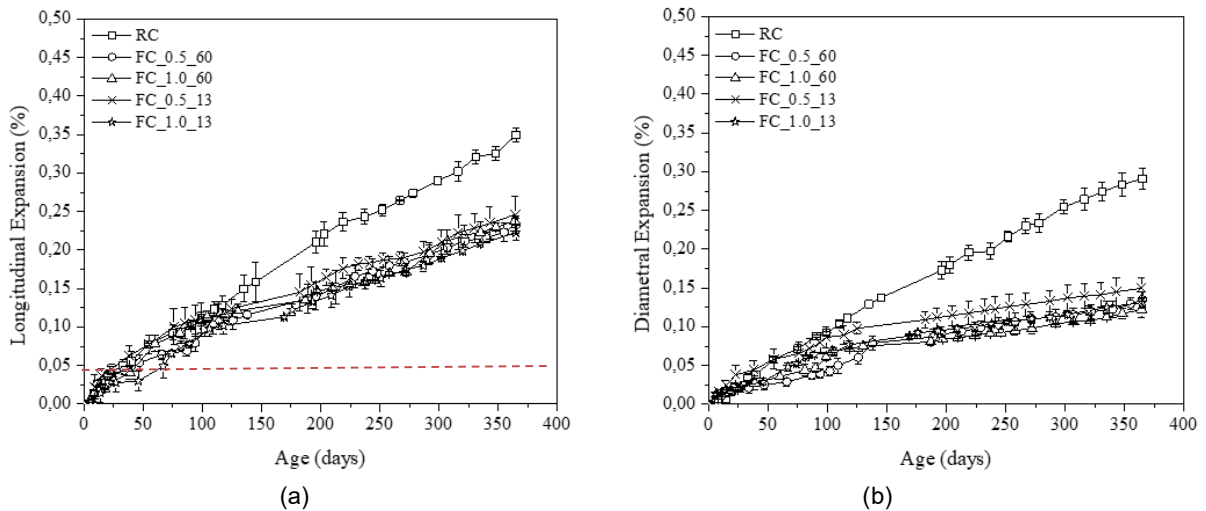 0,50
0,45
0,40
0,35
0,30
0,25
0,20
0,15
0,10
0,05
0,00
Longitudinal Expansion (%)
RC
FC_0.5_60
FC_1.0_60
FC_0.5_13
FC_1.0_13
0 50 100 150 200 250 300 350 400
Age (days)
(a)
0,50
0,45
0,40
0,35
0,30
0,25
0,20
0,15
0,10
0,05
0,00
Diametral Expansion (%)
RC
FC_0.5_60
FC_1.0_60
FC_0.5_13
FC_1.0_13
0 50 100 150 200 250 300 350 400
Age (days)
(b)